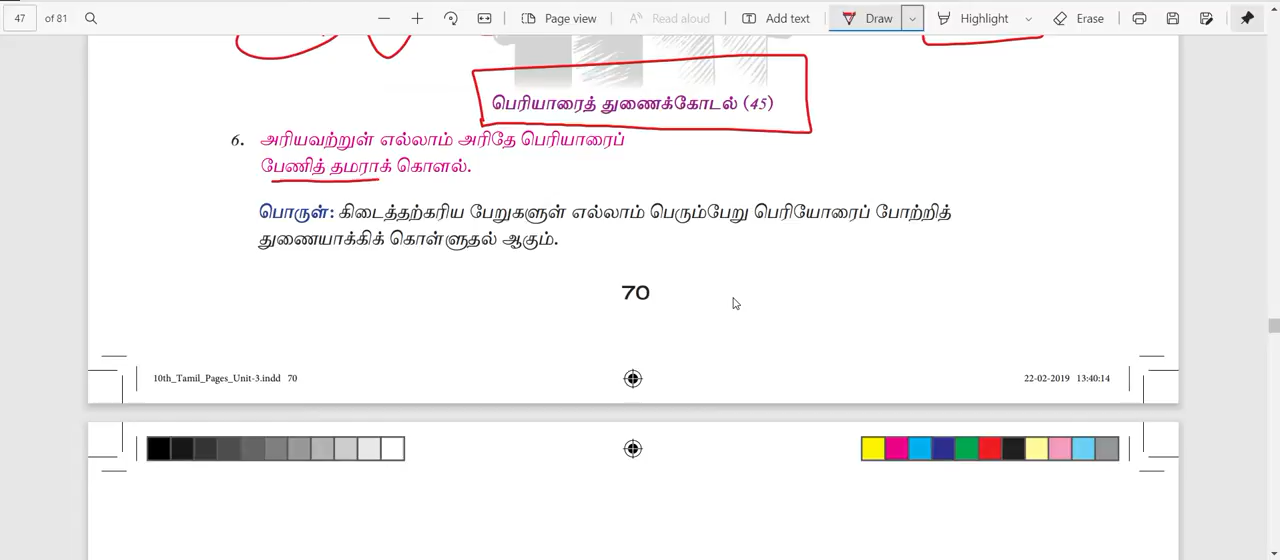 47 of 81 Page view Read aloud Add text Draw Highlight Erase
பெரியாரைத் துணைக்கோடல் (45)
6. அரியவற்றுள் எல்லாம் அரிதே பெரியாரைப்
பேணித் தமராக் கொளல்.
பொருள்: கிடைத்தற்கரிய பேறுகளுள் எல்லாம் பெரும்பேறு பெரியோரைப் போற்றித்
துணையாக்கிக் கொள்ளுதல் ஆகும்.
70
10th_Tamil_Pages_Unit-3.indd 70 22-02-2019 13:40:14